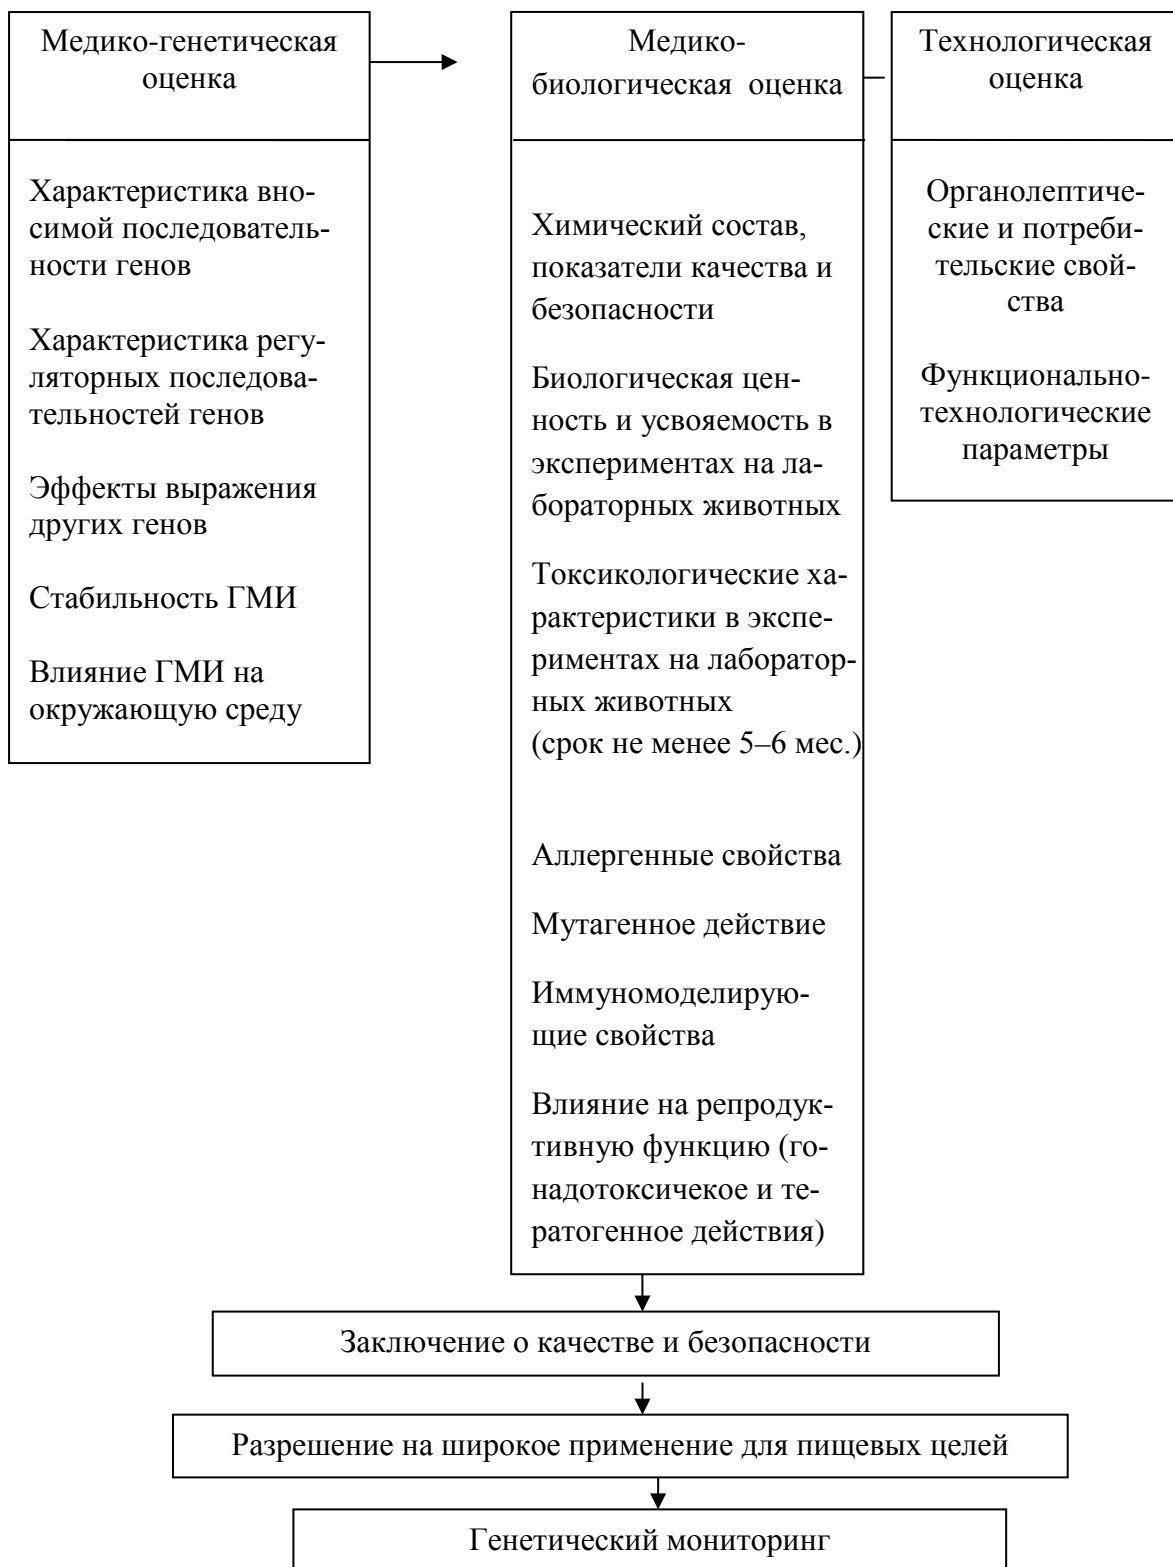 Медико-генетическая
оценка
Характеристика вно-
симой последователь-
ности генов
Характеристика регу-
ляторных последова-
тельностей генов
Эффекты выражения
других генов
Стабильность ГМИ
Влияние ГМИ на
окружающую среду
Медико-
биологическая оценка
Химический состав,
показатели качества и
безопасности
Биологическая цен-
ность и усвояемость в
экспериментах на ла-
бораторных животных
Токсикологические ха-
рактеристики в экспе-
риментах на лаборатор-
ных животных
(срок не менее 5–6 мес.)
Аллергенные свойства
Мутагенное действие
Иммуномоделирую-
щие свойства
Влияние на репродук-
тивную функцию (го-
надотоксичекое и те-
ратогенное действия)
Технологическая
оценка
Органолептиче-
ские и потреби-
тельские свой-
ства
Функционально-
технологические
параметры
Заключение о качестве и безопасности
Разрешение на широкое применение для пищевых целей
Генетический мониторинг